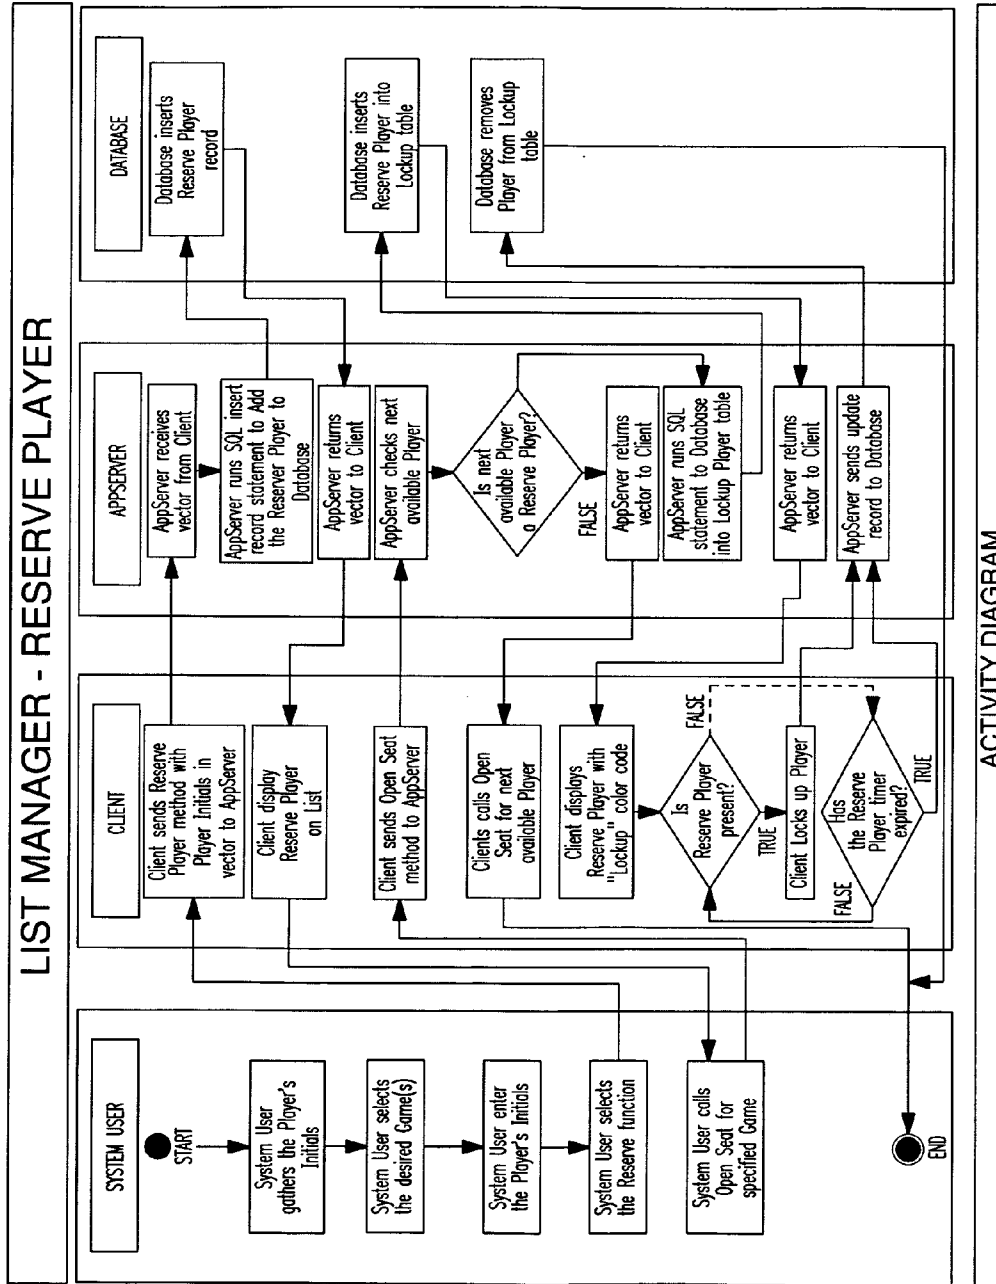 LIST MANAGER - RESERVE PLAYER
SYSTEM USER
START
System User
gathers the Player's
Initials
System User selects
the desired Game(s)
System User enter
the Player's Initials
System User selects
the Reserve function
System User calls
Open Seat for
specified Game
END
CLIENT
Client sends Reserve
Player method with
Player Initials in
vector to AppServer
Client display
Reserve Player
on List
Client sends Open Seat
method to AppServer
Clients calls Open
Seat for next
available Player
Client displays
Reserve Player with
"Lockup" color code
Is
Reserve Player
present?
FALSE
TRUE
Client Locks up Player
Has
the Reserve
Player timer
expired?
FALSE
TRUE
APPSERVER
AppServer receives
vector from Client
AppServer runs SQL insert
record statement to Add
the Reserver Player to
Database
AppServer returns
vector to Client
AppServer checks next
available Player
Is next
available Player
a Reserve Player?
FALSE
AppServer returns
vector to Client
AppServer runs SQL
statement to Database
into Lockup Player table
AppServer returns
vector to Client
AppServer sends update
record to Database
DATABASE
Database inserts
Reserve Player
record
Database inserts
Reserve Player into
Lockup table
Database removes
Player from Lockup
table
ACTIVITY DIAGRAM